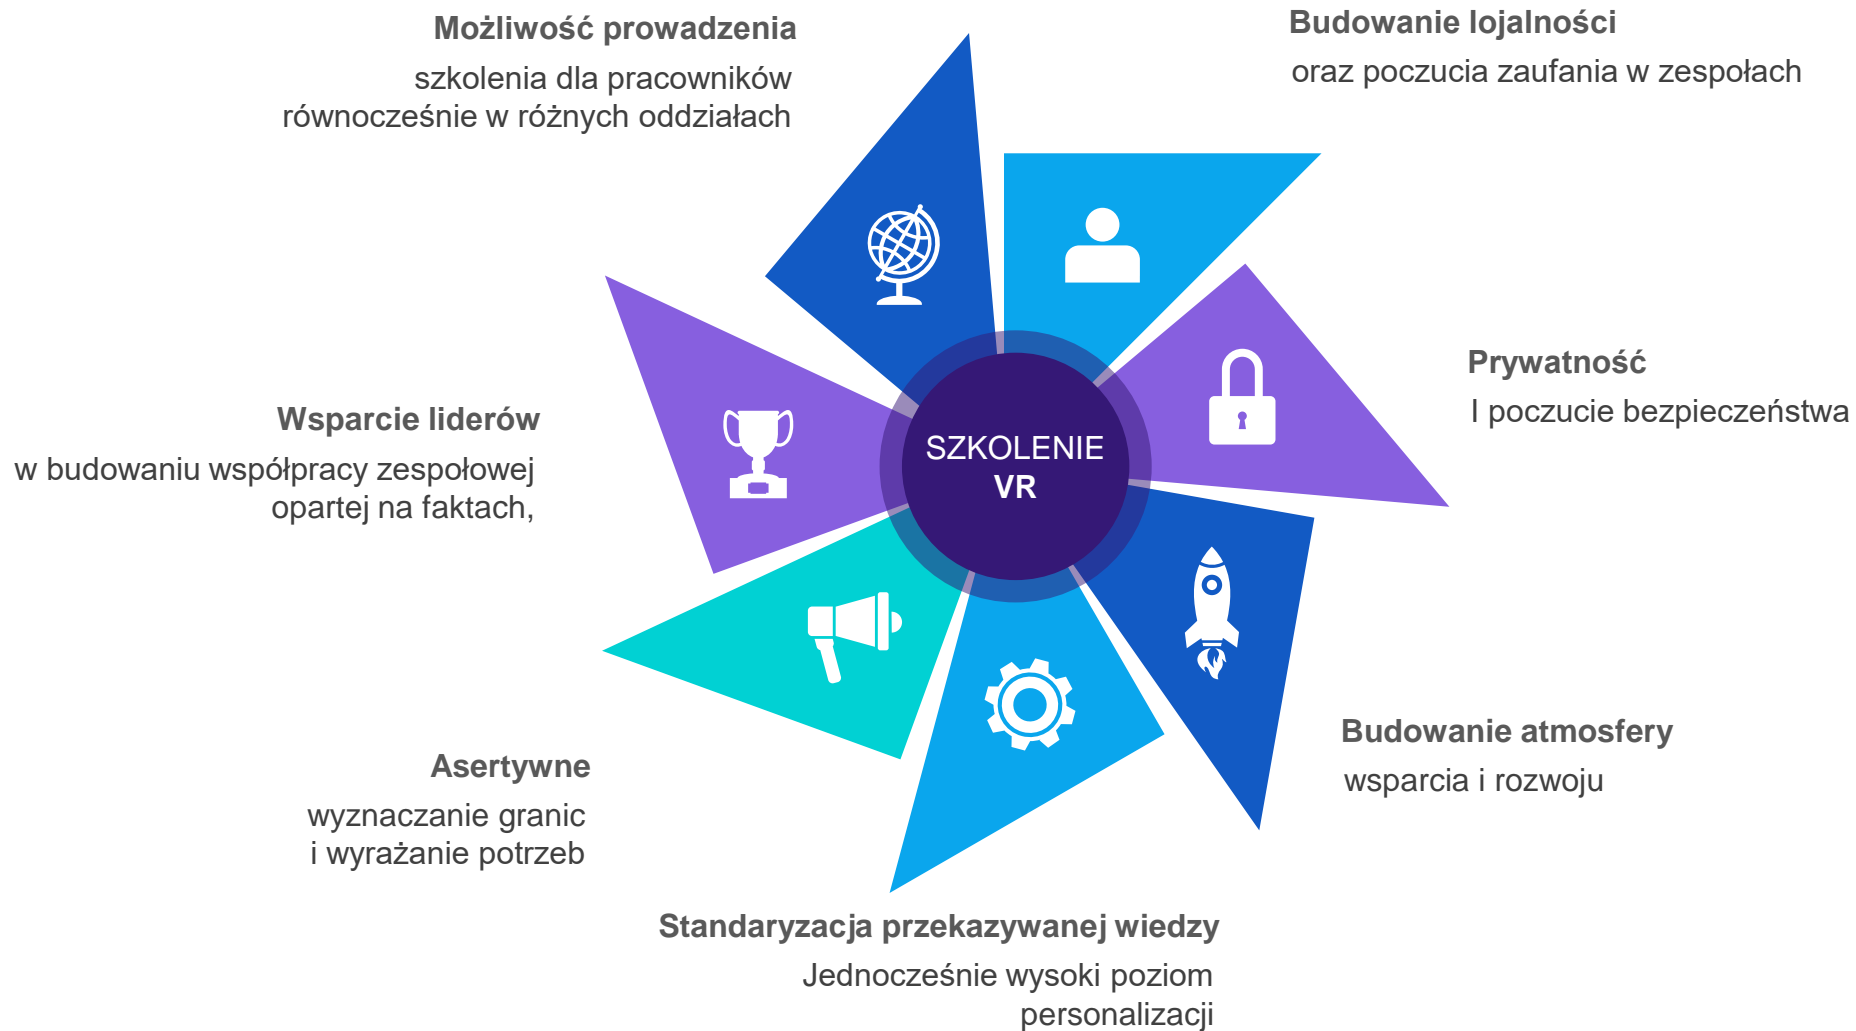 Możliwość prowadzenia
szkolenia dla pracowników
równocześnie w różnych oddziałach
Budowanie lojalności
oraz poczucia zaufania w zespołach
Prywatność
I poczucie bezpieczeństwa
Wsparcie liderów
w budowaniu współpracy zespołowej
opartej na faktach,
SZKOLENIE
VR
Budowanie atmosfery
wsparcia i rozwoju
Asertywne
wyznaczanie granic
i wyrażanie potrzeb
Standaryzacja przekazywanej wiedzy
Jednocześnie wysoki poziom
personalizacji